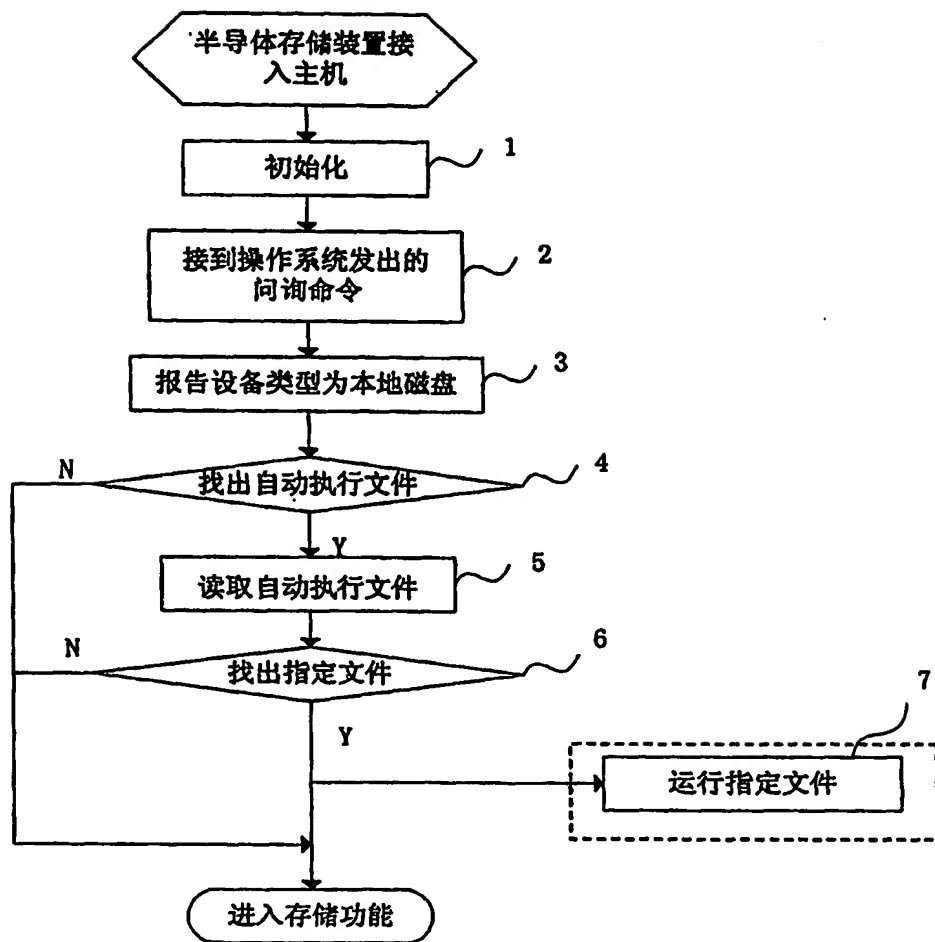 半导体存储装置接
入主机
初始化
1
接到操作系统发出的
问询命令
2
报告设备类型为本地磁盘
3
N
找出自动执行文件
4
Y
读取自动执行文件
5
N
找出指定文件
6
Y
7
运行指定文件
进入存储功能